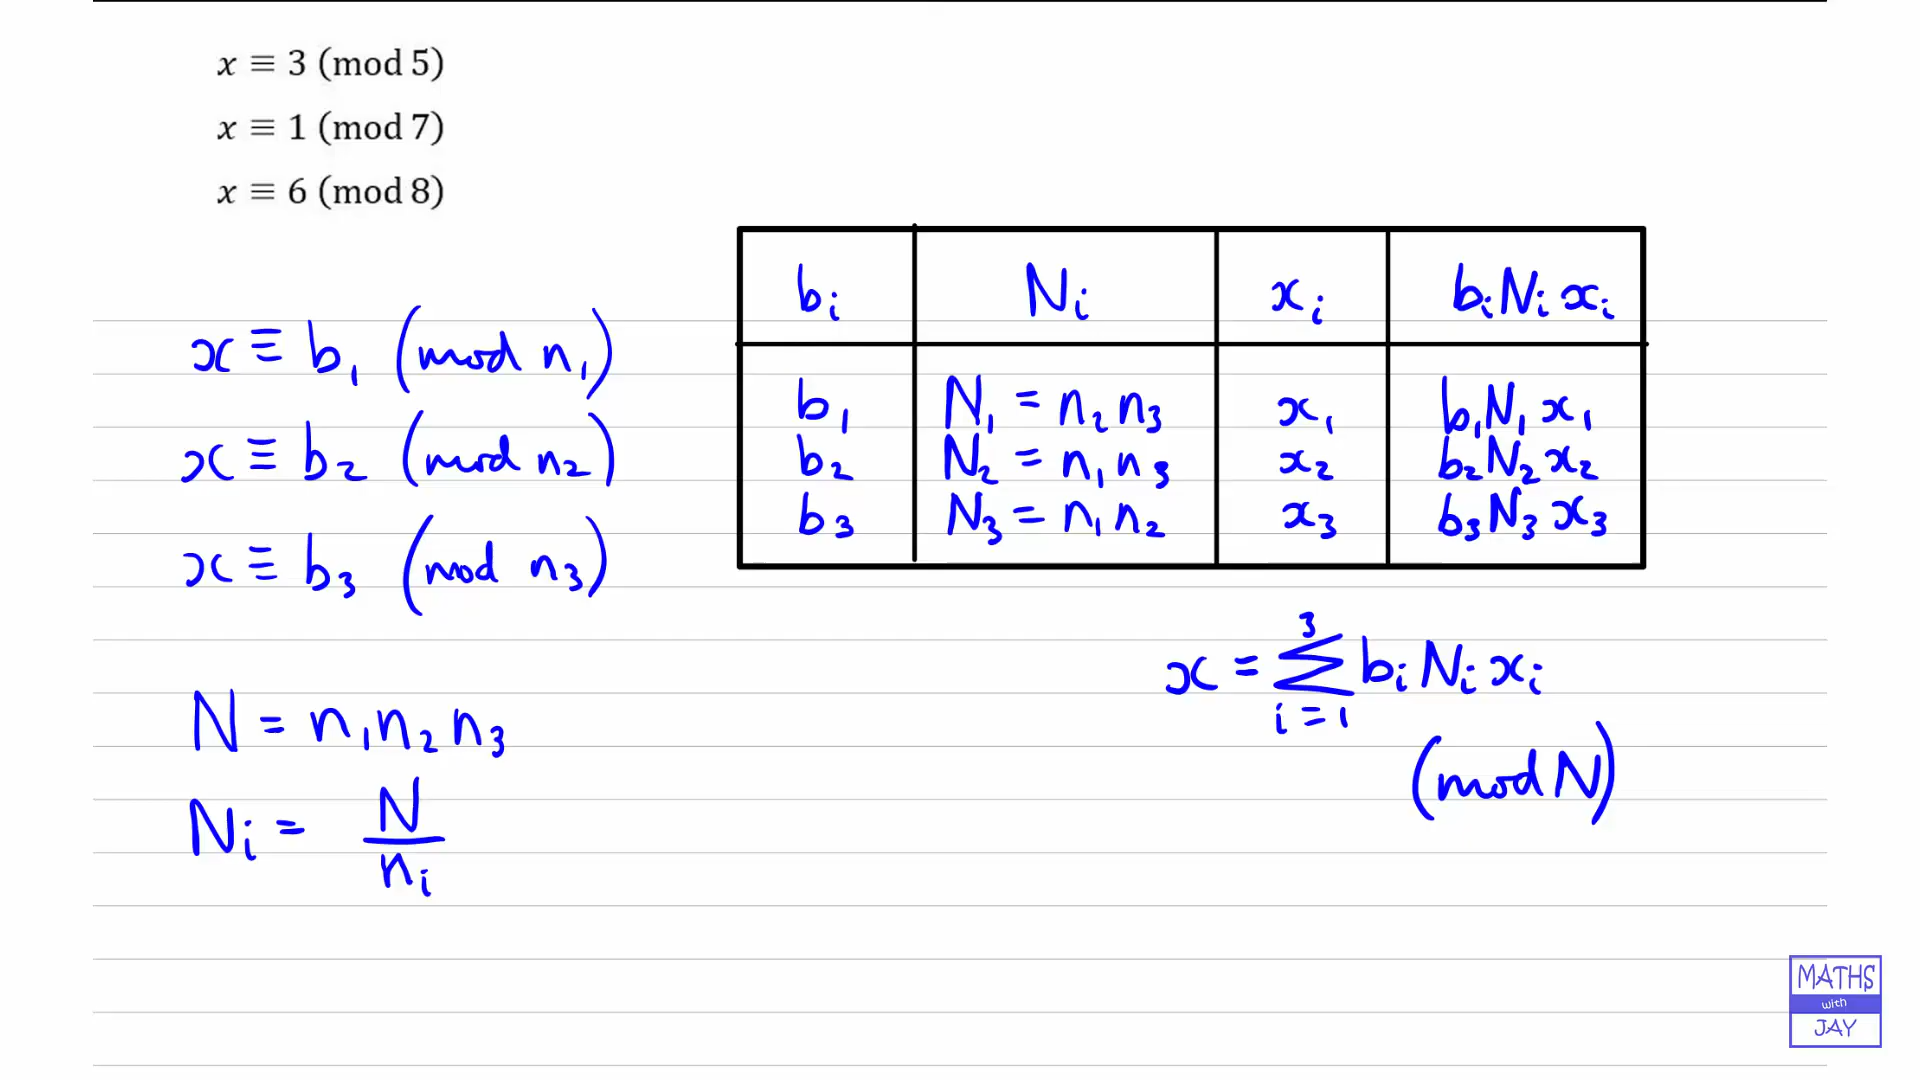 x ≡ 3 (mod 5)
x ≡ 1 (mod 7)
x ≡ 6 (mod 8)
x ≡ b₁ (mod n₁)
x ≡ b₂ (mod n₂)
x ≡ b₃ (mod n₃)
N = n₁n₂n₃
Nᵢ = N/nᵢ
bᵢ Nᵢ xᵢ bᵢNᵢxᵢ
b₁ N₁ = n₂n₃ x₁ b₁N₁x₁
b₂ N₂ = n₁n₃ x₂ b₂N₂x₂
b₃ N₃ = n₁n₂ x₃ b₃N₃x₃
3
x = Σ bᵢNᵢxᵢ
i = 1
(mod N)
MATHS
with
JAY